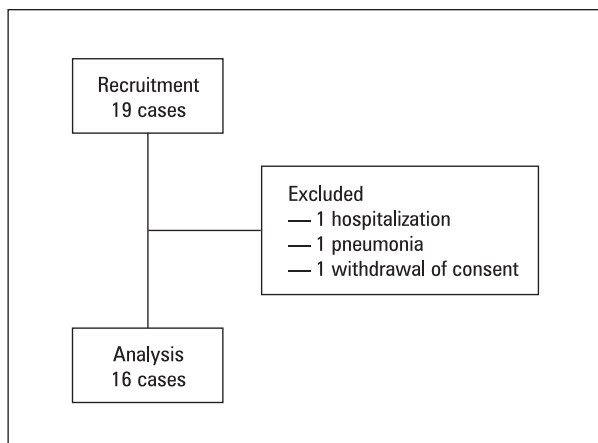 Recruitment
19 cases
Excluded
— 1 hospitalization
— 1 pneumonia
— 1 withdrawal of consent
Analysis
16 cases